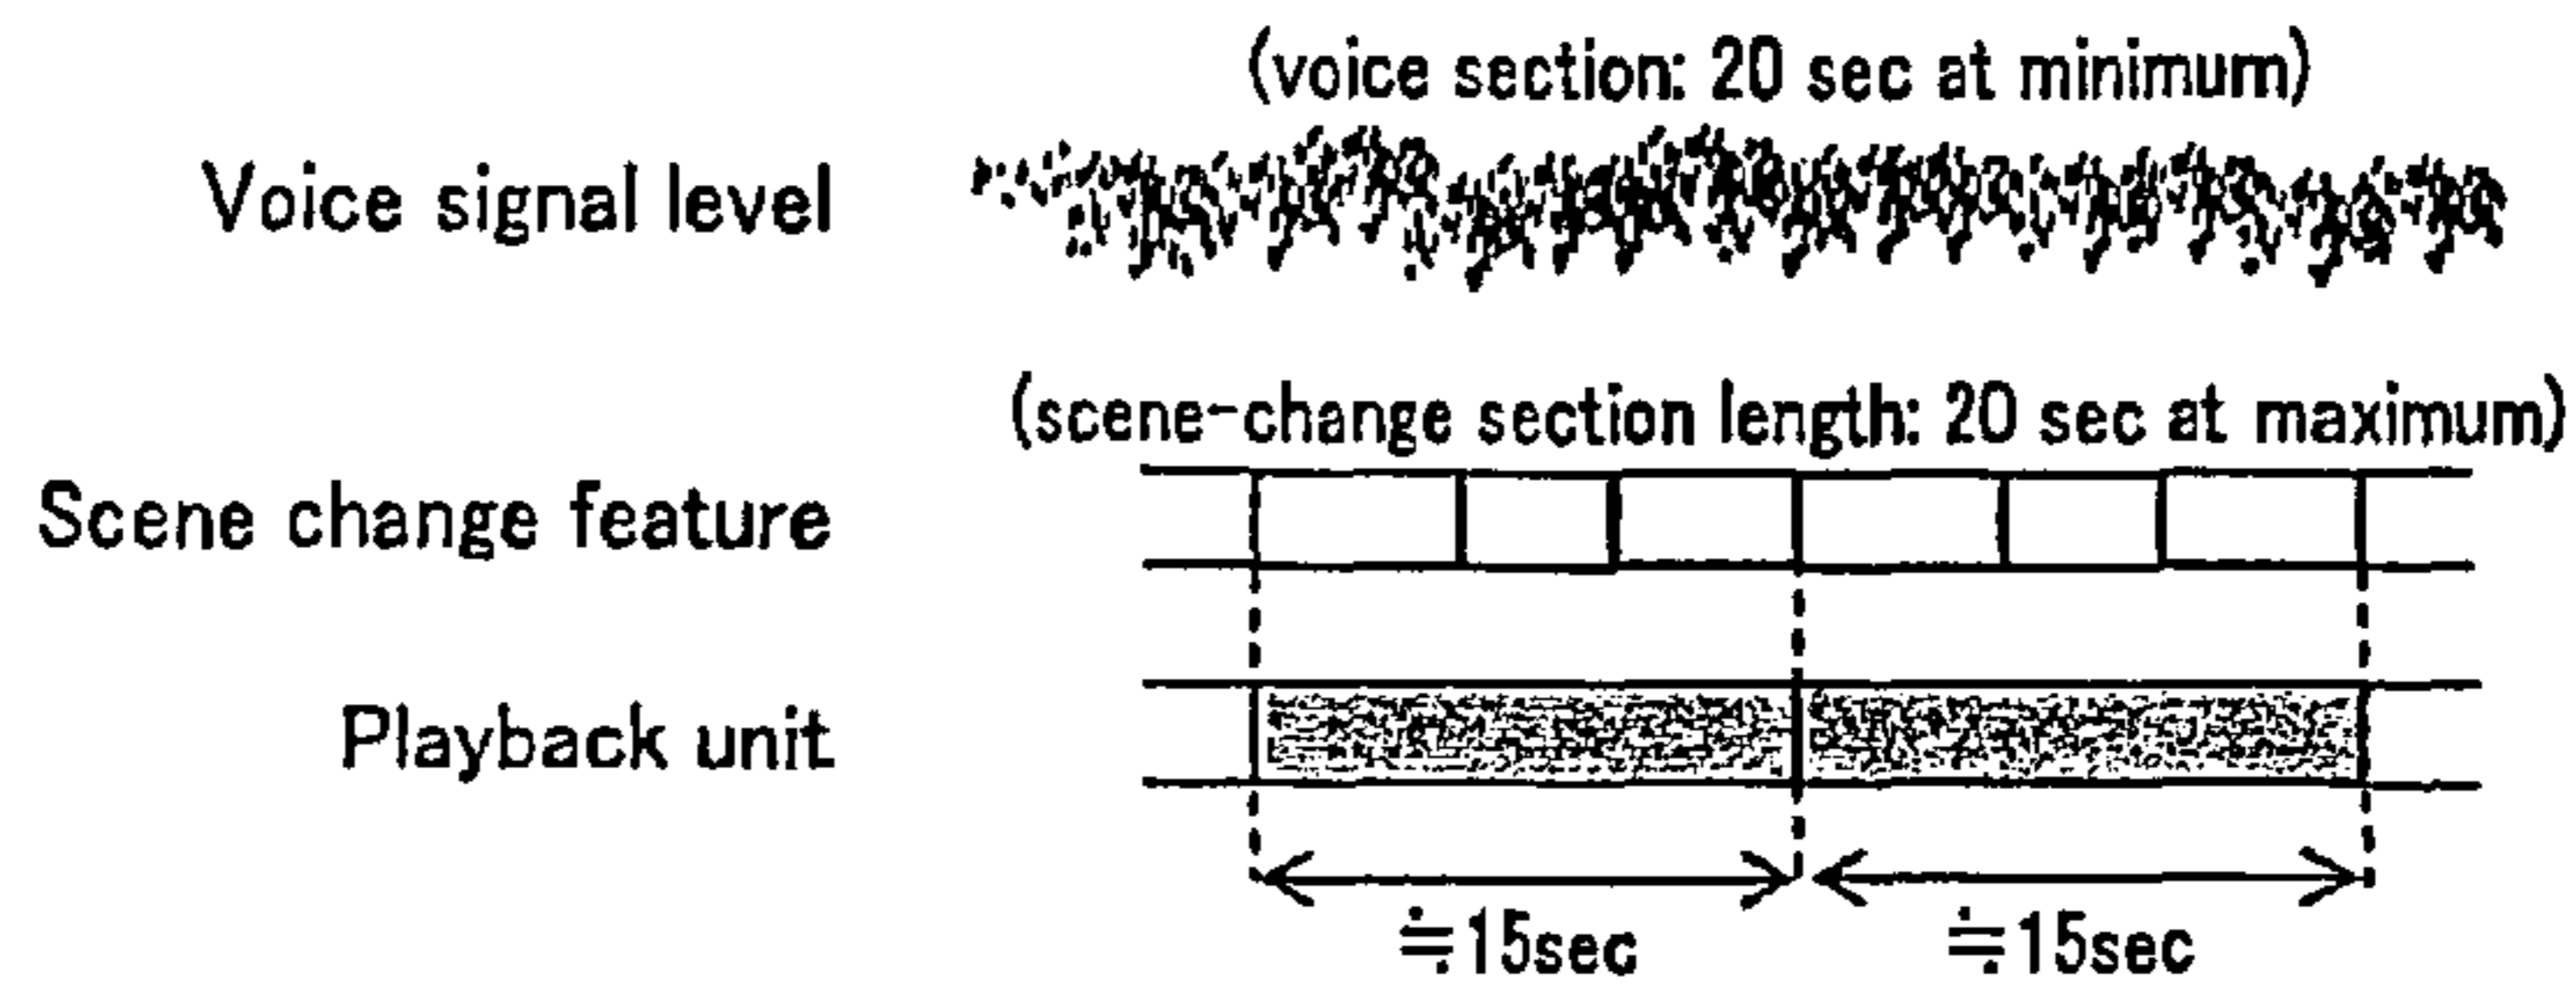 (voice section: 20 sec at minimum)
Voice signal level
(scene-change section length: 20 sec at maximum)
Scene change feature
Playback unit
≒15sec ≒15sec